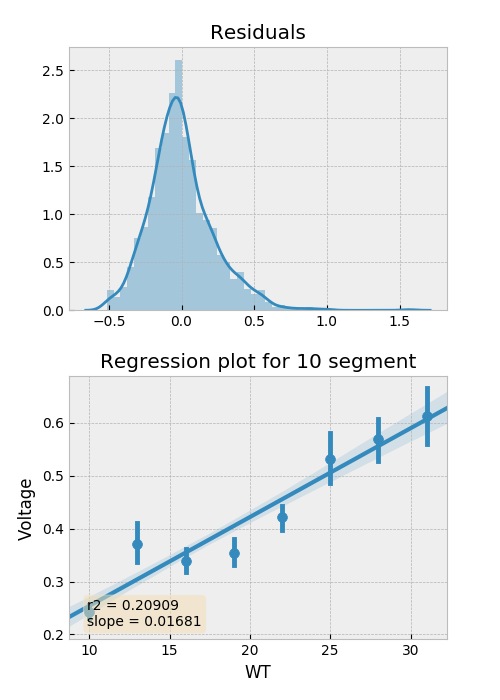 Residuals
2.5
2.0
1.5
1.0
0.5
0.0
−0.5 0.0 0.5 1.0 1.5
Regression plot for 10 segment
0.6
0.5
0.4
0.3
0.2
Voltage
r2 = 0.20909
slope = 0.01681
10 15 20 25 30
WT